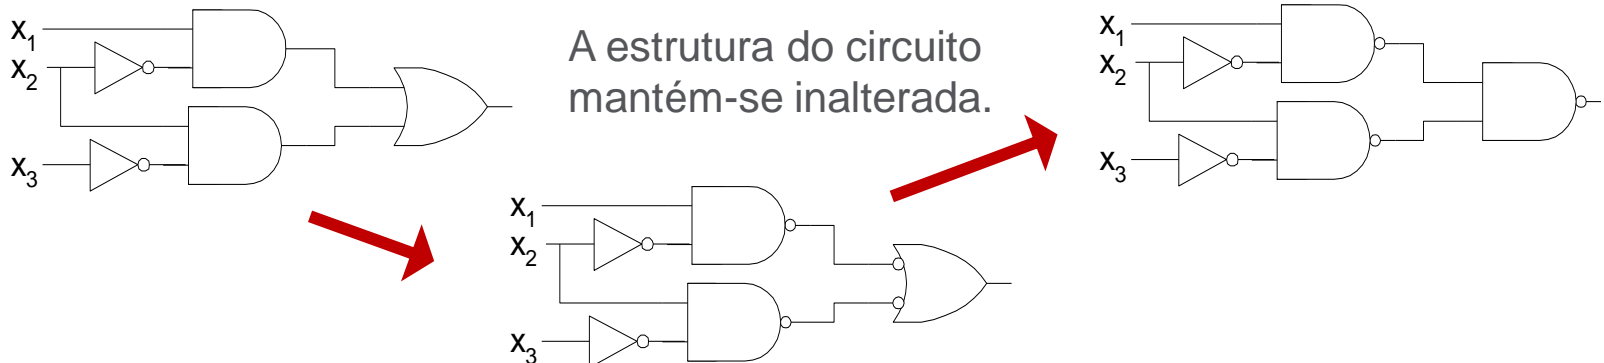 x₁
x₂
x₃
A estrutura do circuito
mantém-se inalterada.
x₁
x₂
x₃
x₁
x₂
x₃